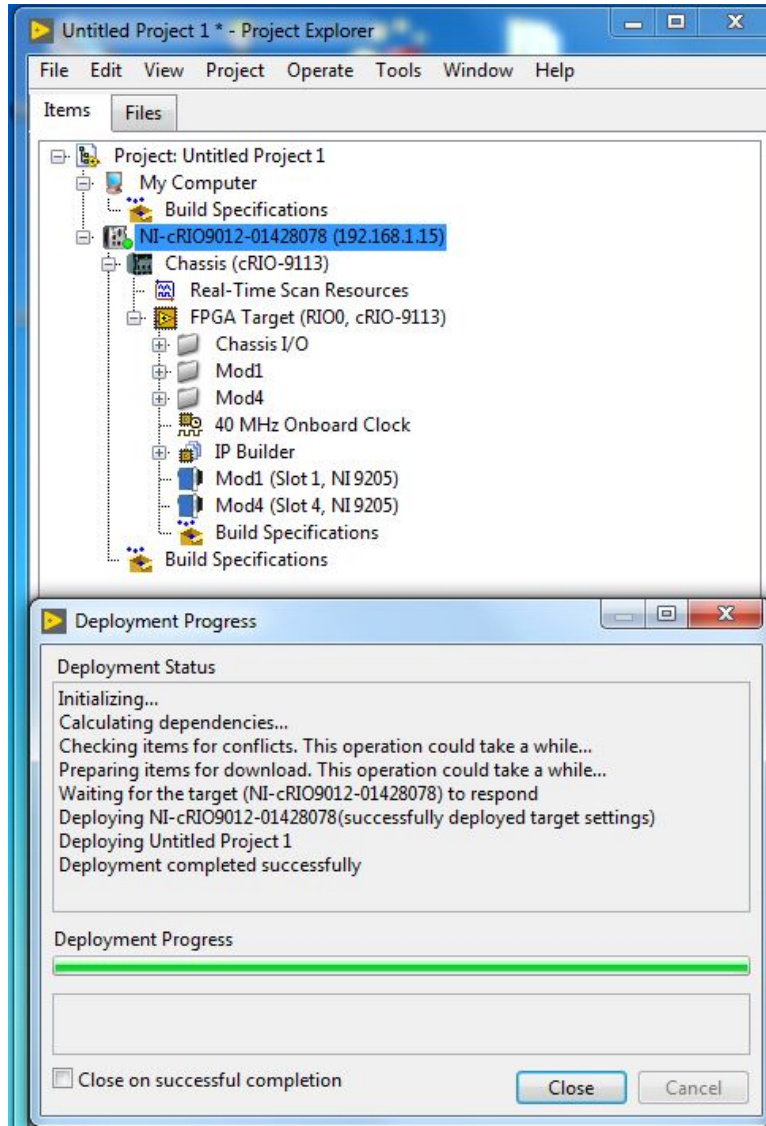 Untitled Project 1 * - Project Explorer
File Edit View Project Operate Tools Window Help
Items Files
Project: Untitled Project 1
My Computer
Build Specifications
NI-cRIO9012-01428078 (192.168.1.15)
Chassis (cRIO-9113)
Real-Time Scan Resources
FPGA Target (RIO0, cRIO-9113)
Chassis I/O
Mod1
Mod4
40 MHz Onboard Clock
IP Builder
Mod1 (Slot 1, NI 9205)
Mod4 (Slot 4, NI 9205)
Build Specifications
Build Specifications
Deployment Progress
Deployment Status
Initializing...
Calculating dependencies...
Checking items for conflicts. This operation could take a while...
Preparing items for download. This operation could take a while...
Waiting for the target (NI-cRIO9012-01428078) to respond
Deploying NI-cRIO9012-01428078(successfully deployed target settings)
Deploying Untitled Project 1
Deployment completed successfully
Deployment Progress
Close on successful completion
Close Cancel